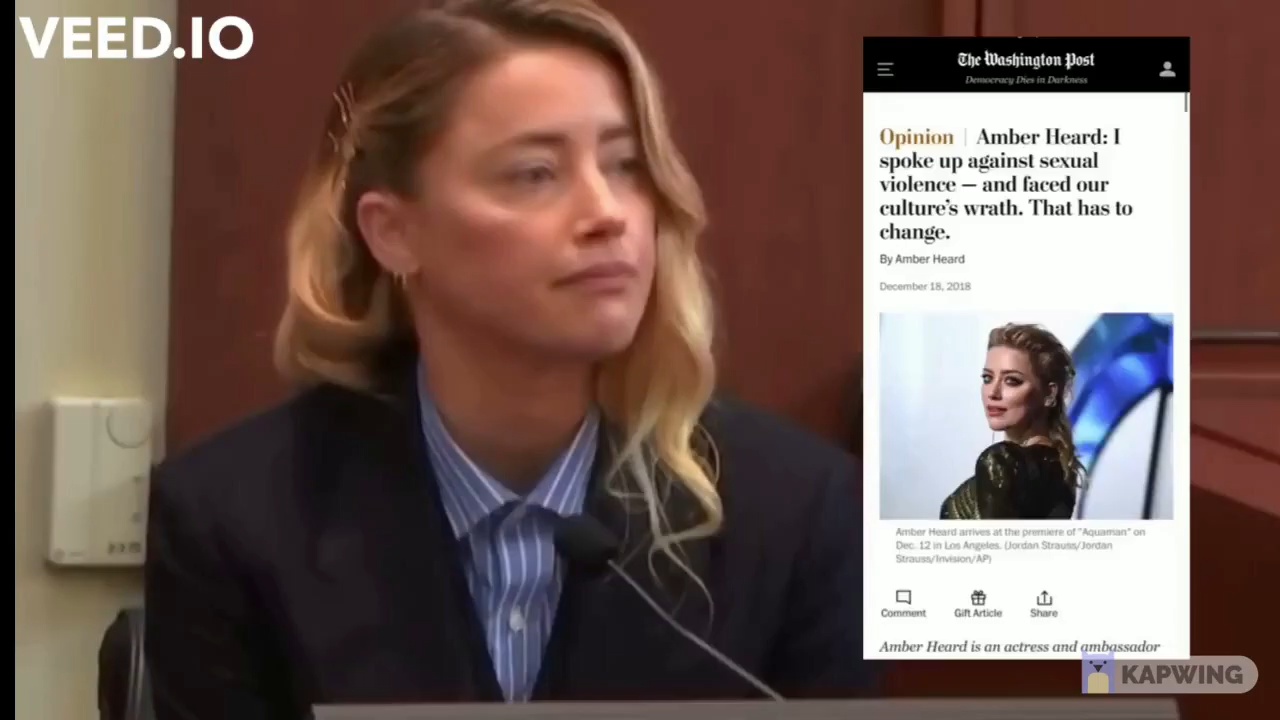 VEED.IO
The Washington Post
Democracy Dies in Darkness
Opinion | Amber Heard: I
spoke up against sexual
violence — and faced our
culture's wrath. That has to
change.
By Amber Heard
December 18, 2018
Amber Heard arrives at the premiere of "Aquaman" on
Dec. 12 in Los Angeles. (Jordan Strauss/Jordan
Strauss/Invision/AP)
Comment
Gift Article
Share
Amber Heard is an actress and ambassador
KAPWING